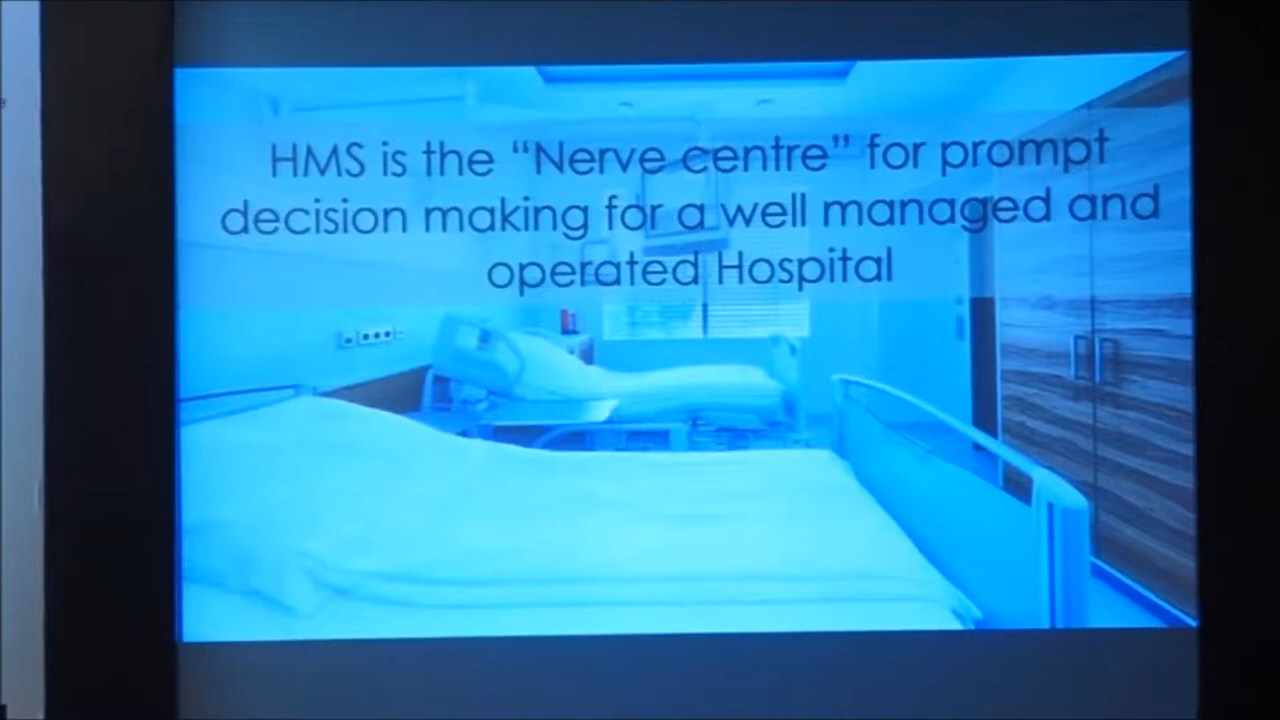 HMS is the “Nerve centre” for prompt
decision making for a well managed and
operated Hospital